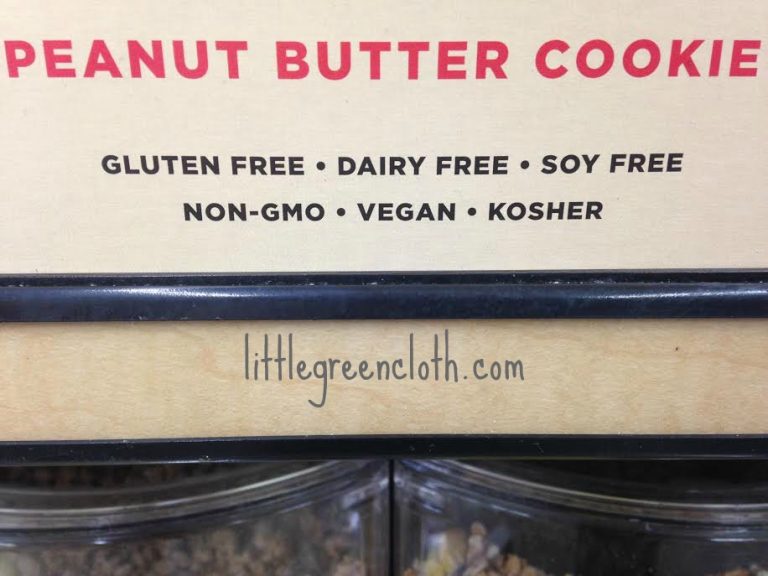 PEANUT BUTTER COOKIE
GLUTEN FREE • DAIRY FREE • SOY FREE
NON-GMO • VEGAN • KOSHER
littlegreencloth.com